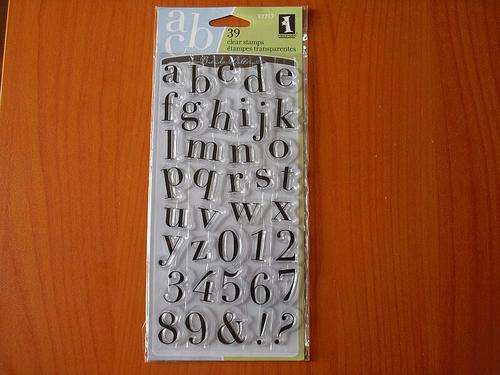 abc
39
clear stamps
étampes transparentes
a b c d e
f g h i j k
l m n o
p q r s t
u v w x
y z 0 1 2
3 4 5 6 7
8 9 & ! ?